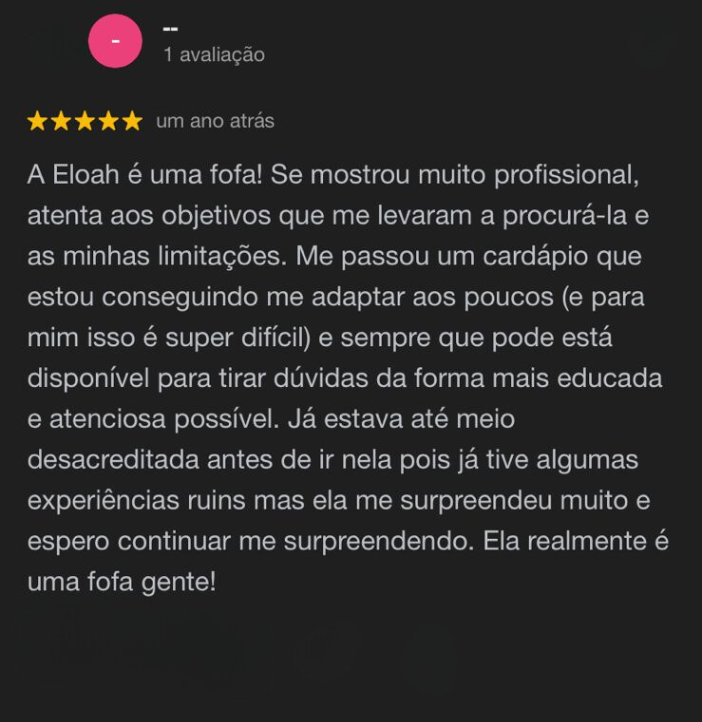 -
--
1 avaliação
um ano atrás
A Eloah é uma fofa! Se mostrou muito profissional,
atenta aos objetivos que me levaram a procurá-la e
as minhas limitações. Me passou um cardápio que
estou conseguindo me adaptar aos poucos (e para
mim isso é super difícil) e sempre que pode está
disponível para tirar dúvidas da forma mais educada
e atenciosa possível. Já estava até meio
desacreditada antes de ir nela pois já tive algumas
experiências ruins mas ela me surpreendeu muito e
espero continuar me surpreendendo. Ela realmente é
uma fofa gente!